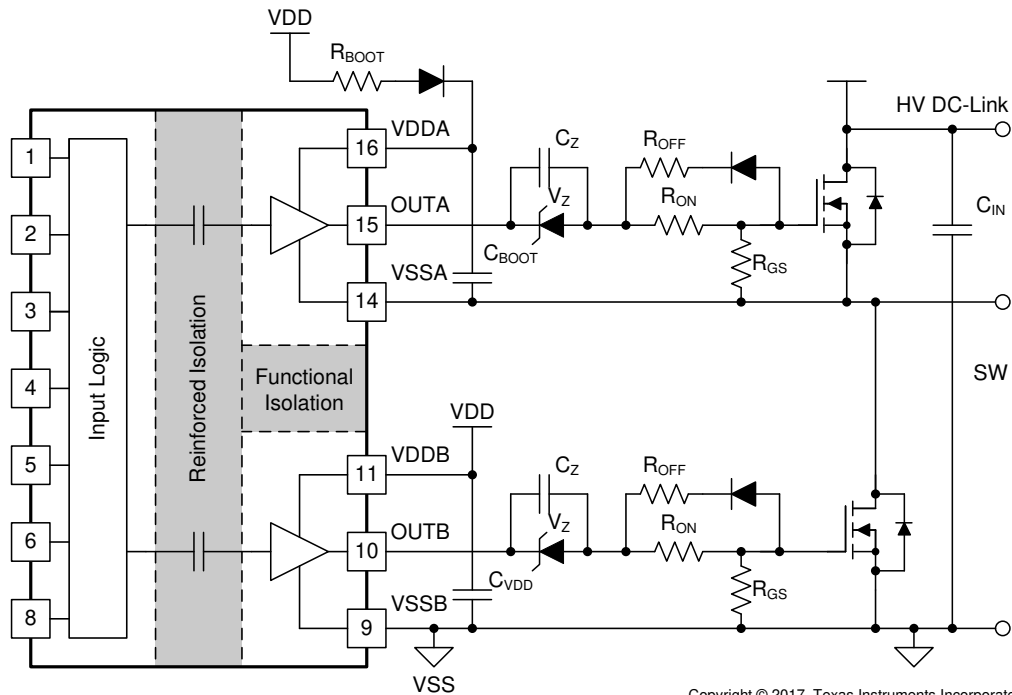 VDD
RBOOT
HV DC-Link
1
2
3
4
5
6
8
Input Logic
Reinforced Isolation
Functional
Isolation
16
VDDA
15
OUTA
VSSA
14
CBOOT
CZ
VZ
ROFF
RON
RGS
CIN
SW
VDD
11
VDDB
10
OUTB
VSSB
9
CVDD
CZ
VZ
ROFF
RON
RGS
VSS
Copyright © 2017, Texas Instruments Incorporate